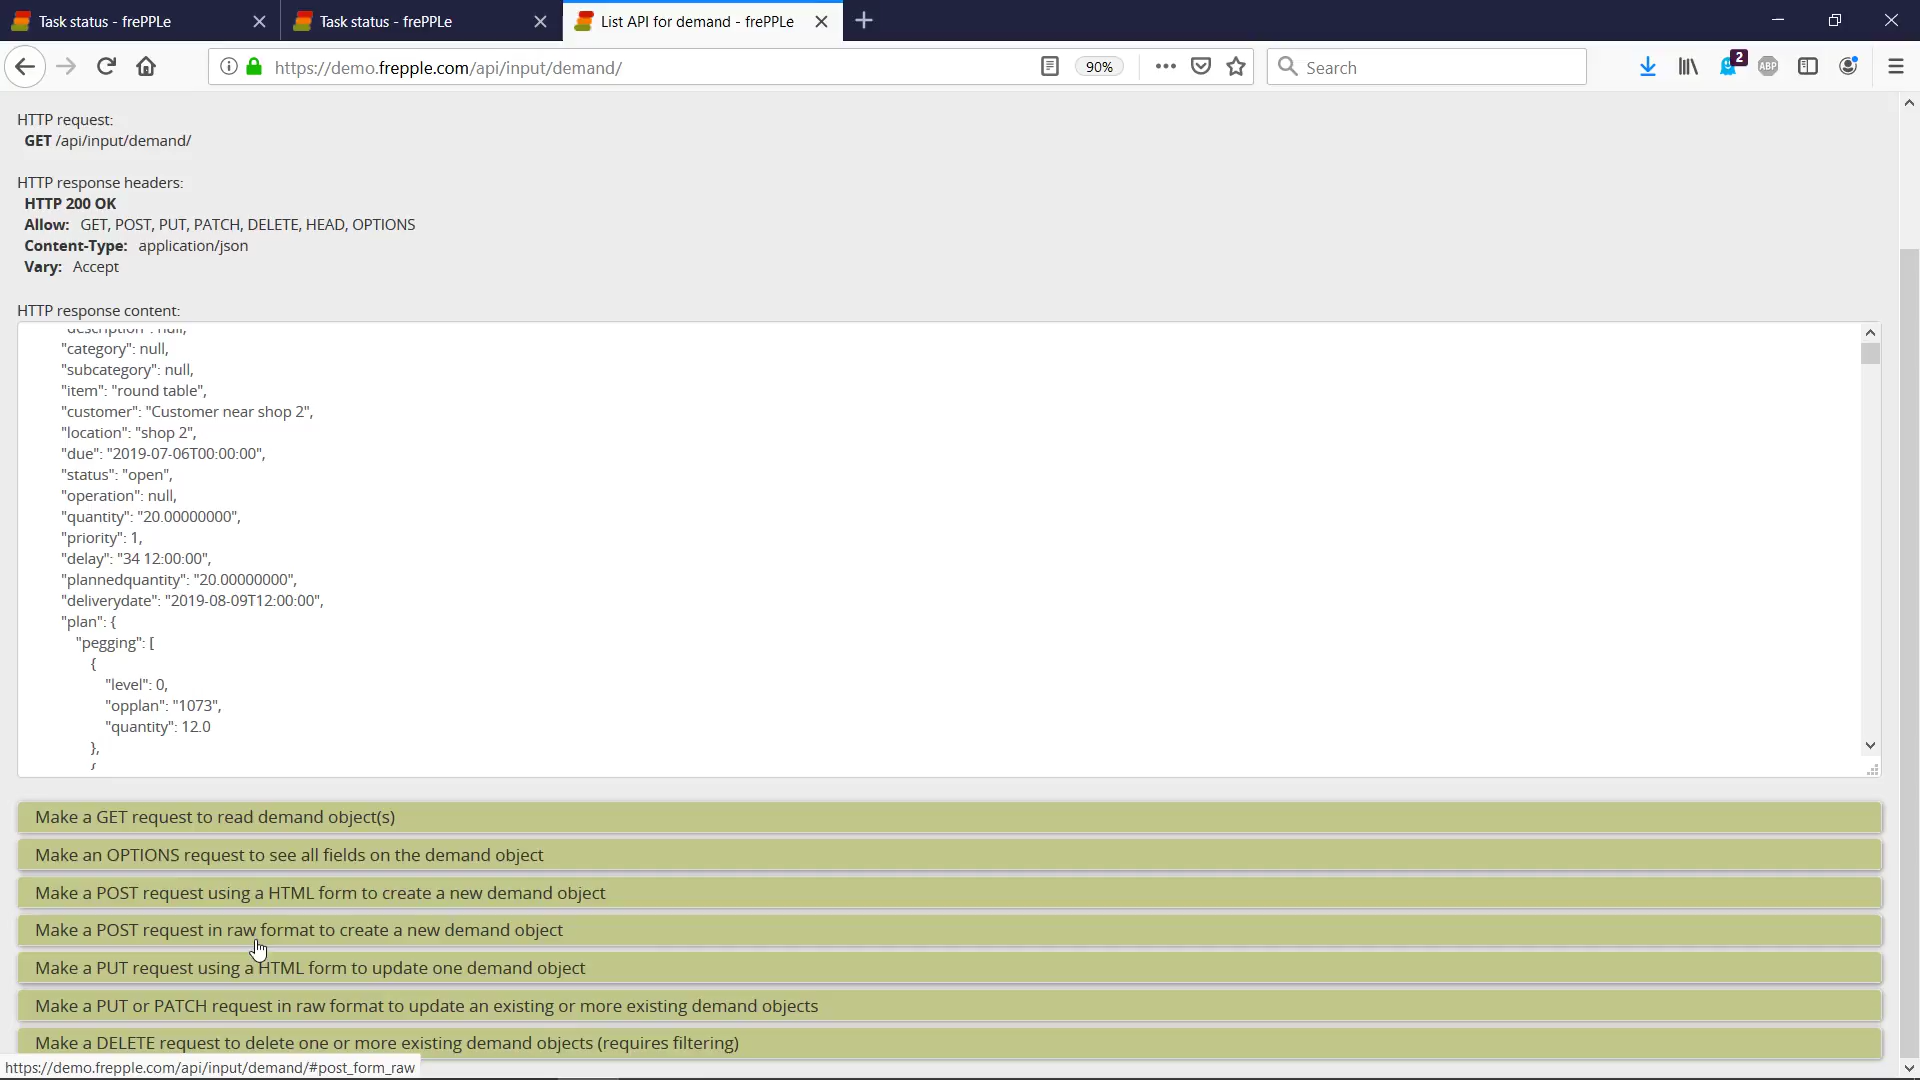 Task status - frePPLe
Task status - frePPLe
List API for demand - frePPLe
https://demo.frepple.com/api/input/demand/
90%
Search
2
ABP
HTTP request:
GET /api/input/demand/
HTTP response headers:
HTTP 200 OK
Allow: GET, POST, PUT, PATCH, DELETE, HEAD, OPTIONS
Content-Type: application/json
Vary: Accept
HTTP response content:
"description": null,
"category": null,
"subcategory": null,
"item": "round table",
"customer": "Customer near shop 2",
"location": "shop 2",
"due": "2019-07-06T00:00:00",
"status": "open",
"operation": null,
"quantity": "20.00000000",
"priority": 1,
"delay": "34 12:00:00",
"plannedquantity": "20.00000000",
"deliverydate": "2019-08-09T12:00:00",
"plan": {
"pegging": [
{
"level": 0,
"opplan": "1073",
"quantity": 12.0
},
{
Make a GET request to read demand object(s)
Make an OPTIONS request to see all fields on the demand object
Make a POST request using a HTML form to create a new demand object
Make a POST request in raw format to create a new demand object
Make a PUT request using a HTML form to update one demand object
Make a PUT or PATCH request in raw format to update an existing or more existing demand objects
Make a DELETE request to delete one or more existing demand objects (requires filtering)
https://demo.frepple.com/api/input/demand/#post_form_raw